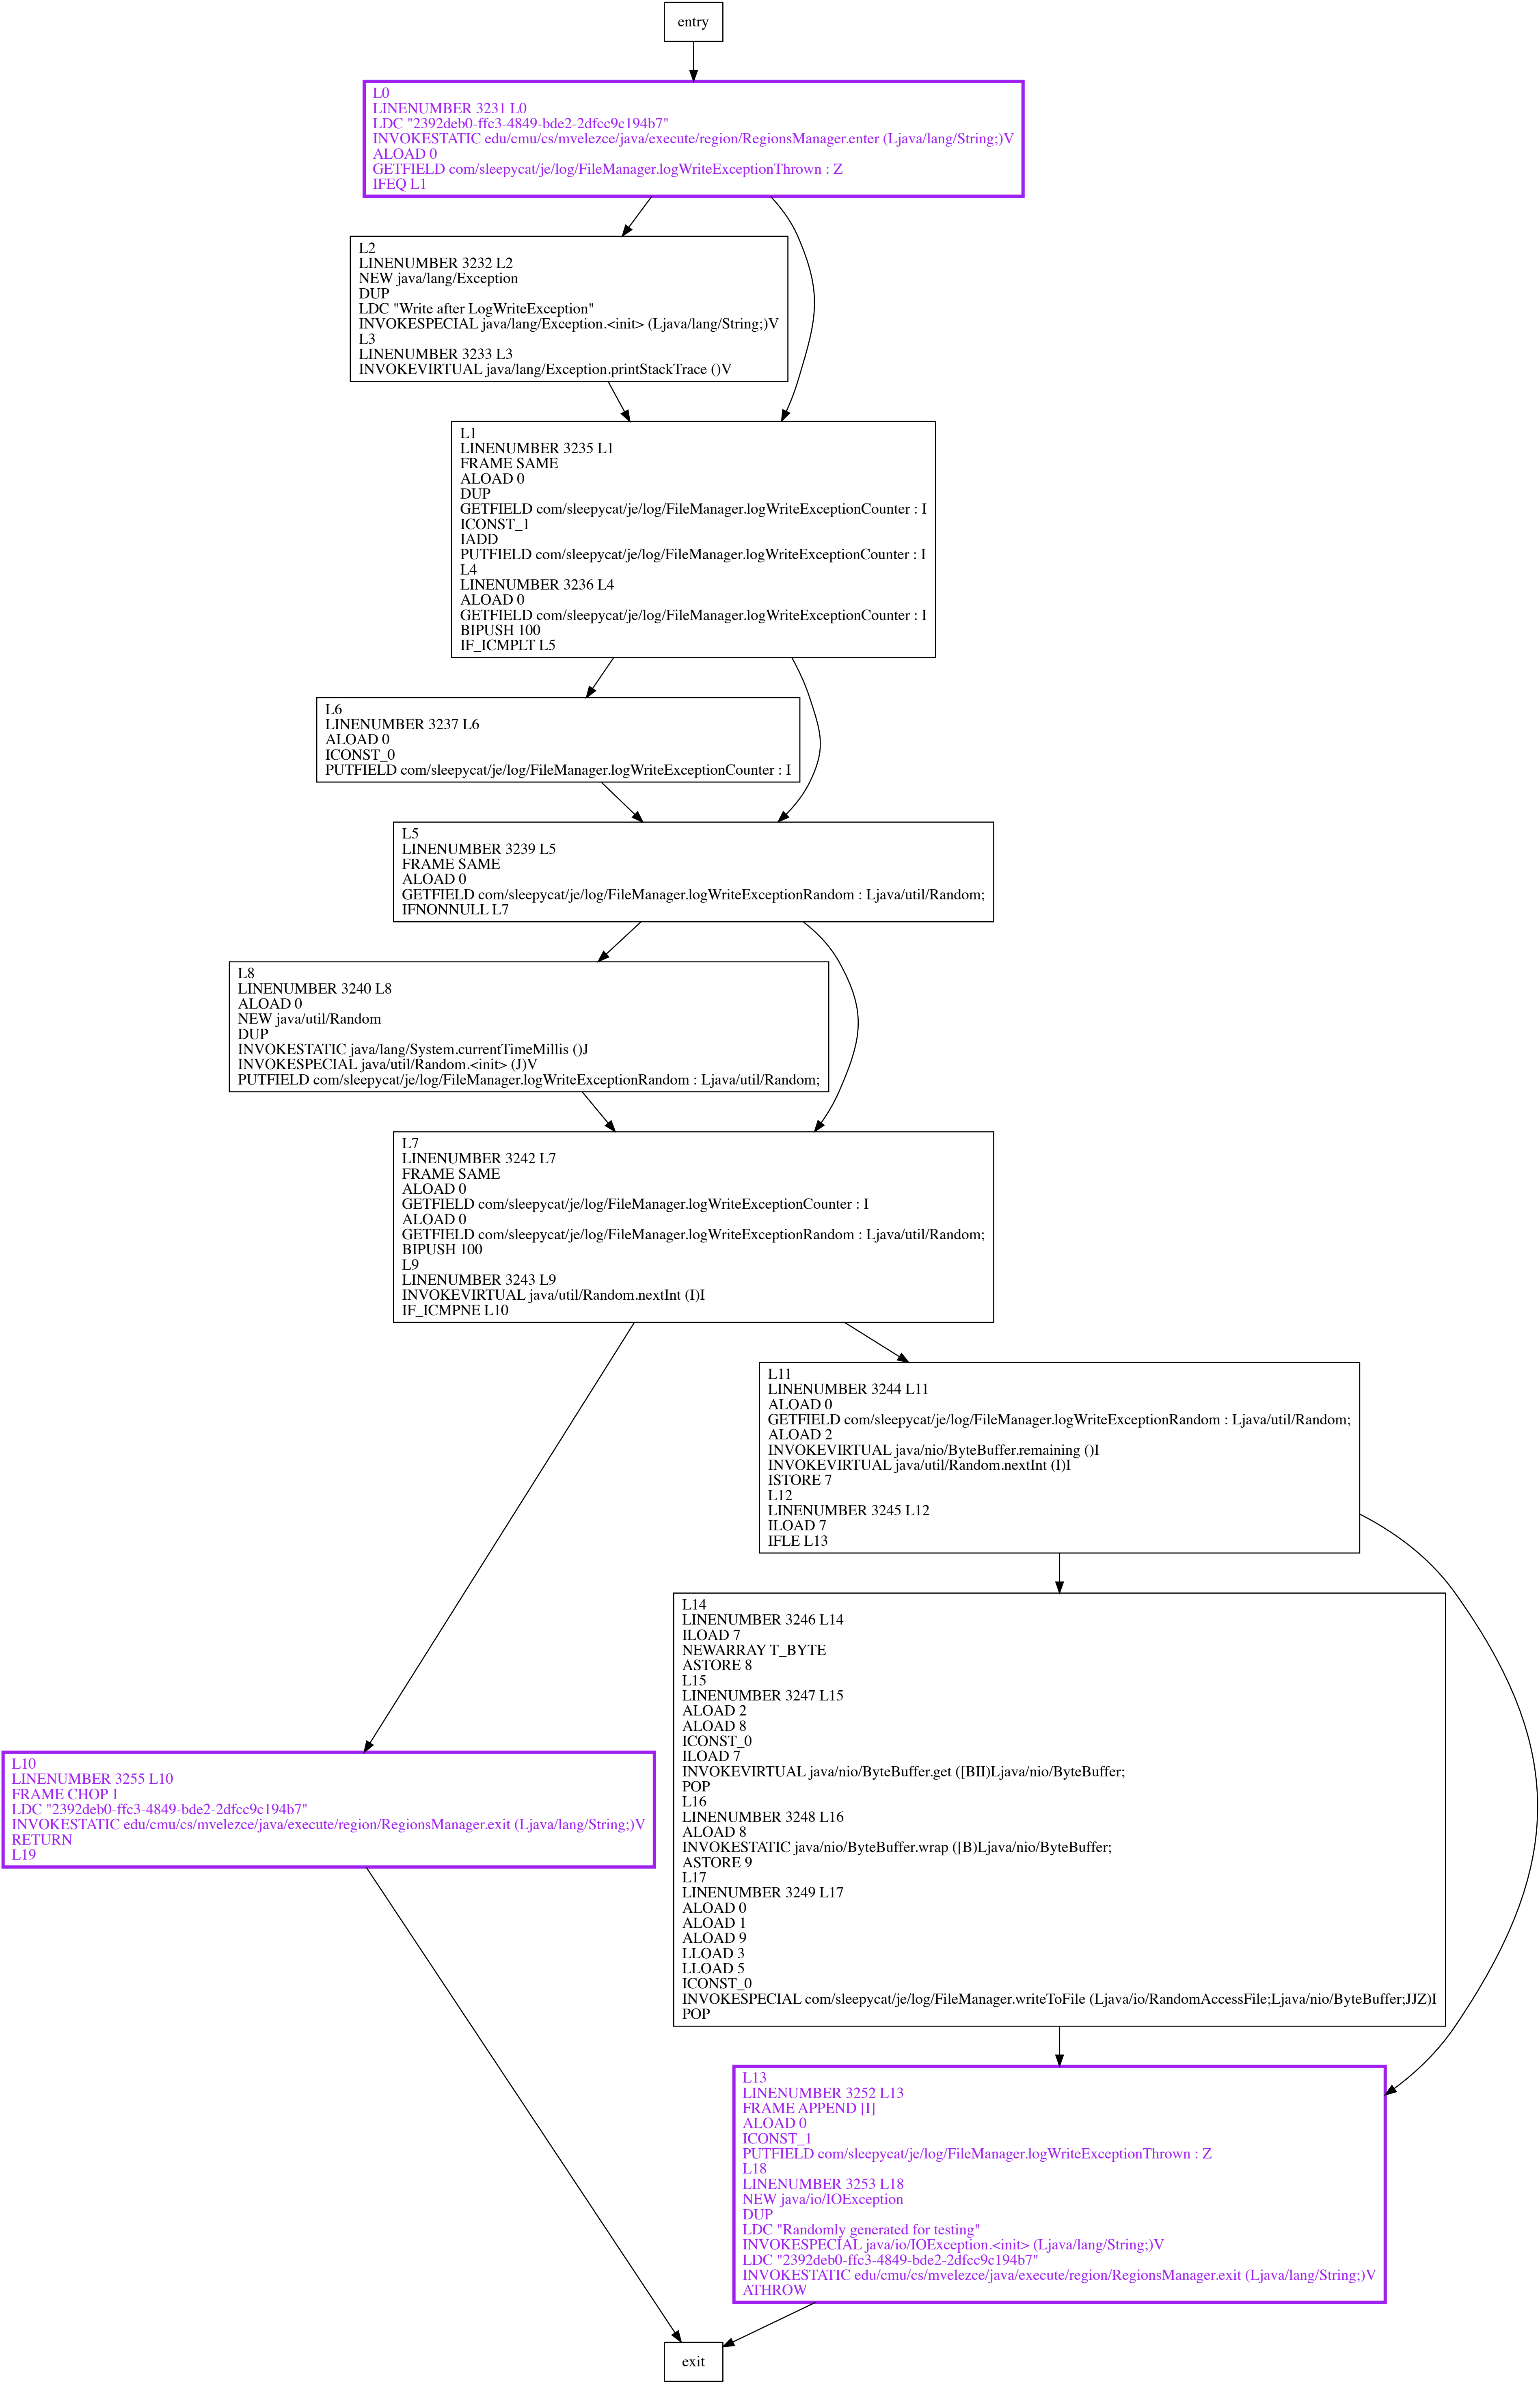 entry
L0
LINENUMBER 3231 L0
LDC "2392deb0-ffc3-4849-bde2-2dfcc9c194b7"
INVOKESTATIC edu/cmu/cs/mvelezce/java/execute/region/RegionsManager.enter (Ljava/lang/String;)V
ALOAD 0
GETFIELD com/sleepycat/je/log/FileManager.logWriteExceptionThrown : Z
IFEQ L1
L2
LINENUMBER 3232 L2
NEW java/lang/Exception
DUP
LDC "Write after LogWriteException"
INVOKESPECIAL java/lang/Exception.<init> (Ljava/lang/String;)V
L3
LINENUMBER 3233 L3
INVOKEVIRTUAL java/lang/Exception.printStackTrace ()V
L1
LINENUMBER 3235 L1
FRAME SAME
ALOAD 0
DUP
GETFIELD com/sleepycat/je/log/FileManager.logWriteExceptionCounter : I
ICONST_1
IADD
PUTFIELD com/sleepycat/je/log/FileManager.logWriteExceptionCounter : I
L4
LINENUMBER 3236 L4
ALOAD 0
GETFIELD com/sleepycat/je/log/FileManager.logWriteExceptionCounter : I
BIPUSH 100
IF_ICMPLT L5
L6
LINENUMBER 3237 L6
ALOAD 0
ICONST_0
PUTFIELD com/sleepycat/je/log/FileManager.logWriteExceptionCounter : I
L5
LINENUMBER 3239 L5
FRAME SAME
ALOAD 0
GETFIELD com/sleepycat/je/log/FileManager.logWriteExceptionRandom : Ljava/util/Random;
IFNONNULL L7
L8
LINENUMBER 3240 L8
ALOAD 0
NEW java/util/Random
DUP
INVOKESTATIC java/lang/System.currentTimeMillis ()J
INVOKESPECIAL java/util/Random.<init> (J)V
PUTFIELD com/sleepycat/je/log/FileManager.logWriteExceptionRandom : Ljava/util/Random;
L7
LINENUMBER 3242 L7
FRAME SAME
ALOAD 0
GETFIELD com/sleepycat/je/log/FileManager.logWriteExceptionCounter : I
ALOAD 0
GETFIELD com/sleepycat/je/log/FileManager.logWriteExceptionRandom : Ljava/util/Random;
BIPUSH 100
L9
LINENUMBER 3243 L9
INVOKEVIRTUAL java/util/Random.nextInt (I)I
IF_ICMPNE L10
L11
LINENUMBER 3244 L11
ALOAD 0
GETFIELD com/sleepycat/je/log/FileManager.logWriteExceptionRandom : Ljava/util/Random;
ALOAD 2
INVOKEVIRTUAL java/nio/ByteBuffer.remaining ()I
INVOKEVIRTUAL java/util/Random.nextInt (I)I
ISTORE 7
L12
LINENUMBER 3245 L12
ILOAD 7
IFLE L13
L14
LINENUMBER 3246 L14
ILOAD 7
NEWARRAY T_BYTE
ASTORE 8
L15
LINENUMBER 3247 L15
ALOAD 2
ALOAD 8
ICONST_0
ILOAD 7
INVOKEVIRTUAL java/nio/ByteBuffer.get ([BII)Ljava/nio/ByteBuffer;
POP
L16
LINENUMBER 3248 L16
ALOAD 8
INVOKESTATIC java/nio/ByteBuffer.wrap ([B)Ljava/nio/ByteBuffer;
ASTORE 9
L17
LINENUMBER 3249 L17
ALOAD 0
ALOAD 1
ALOAD 9
LLOAD 3
LLOAD 5
ICONST_0
INVOKESPECIAL com/sleepycat/je/log/FileManager.writeToFile (Ljava/io/RandomAccessFile;Ljava/nio/ByteBuffer;JJZ)I
POP
L10
LINENUMBER 3255 L10
FRAME CHOP 1
LDC "2392deb0-ffc3-4849-bde2-2dfcc9c194b7"
INVOKESTATIC edu/cmu/cs/mvelezce/java/execute/region/RegionsManager.exit (Ljava/lang/String;)V
RETURN
L19
L13
LINENUMBER 3252 L13
FRAME APPEND [I]
ALOAD 0
ICONST_1
PUTFIELD com/sleepycat/je/log/FileManager.logWriteExceptionThrown : Z
L18
LINENUMBER 3253 L18
NEW java/io/IOException
DUP
LDC "Randomly generated for testing"
INVOKESPECIAL java/io/IOException.<init> (Ljava/lang/String;)V
LDC "2392deb0-ffc3-4849-bde2-2dfcc9c194b7"
INVOKESTATIC edu/cmu/cs/mvelezce/java/execute/region/RegionsManager.exit (Ljava/lang/String;)V
ATHROW
exit